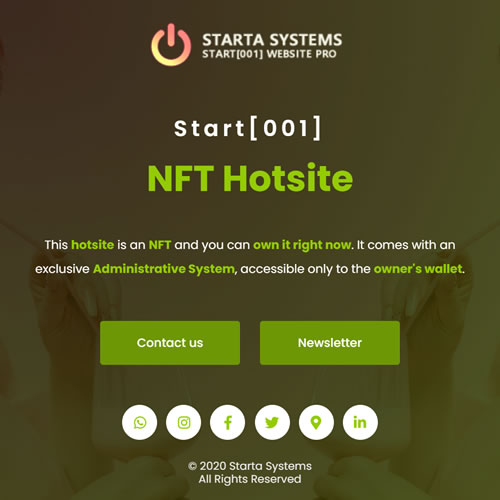 STARTA SYSTEMS
START[001] WEBSITE PRO
Start[001]
NFT Hotsite
This hotsite is an NFT and you can own it right now. It comes with an
exclusive Administrative System, accessible only to the owner's wallet.
Contact us
Newsletter
© 2020 Starta Systems
All Rights Reserved